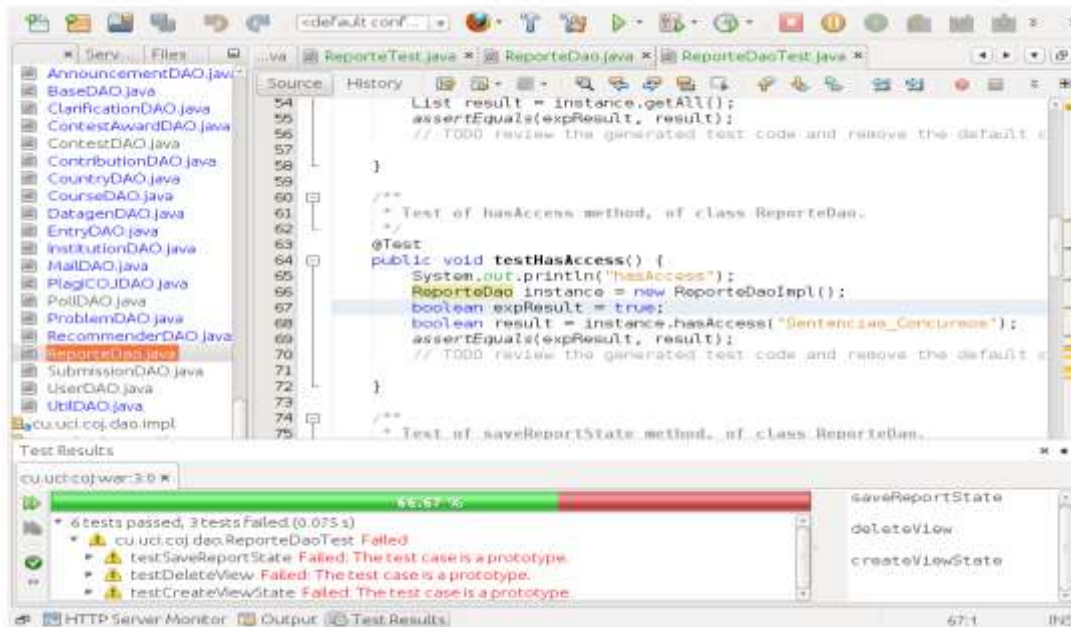 <default conf...
Serv... Files
...va ReporteTest.java ReporteDao.java ReporteDaoTest.java
Source History
AnnouncementDAO.java
BaseDAO.java
ClarificationDAO.java
ContestAwardDAO.java
ContestDAO.java
ContributionDAO.java
CountryDAO.java
CourseDAO.java
DatagenDAO.java
EntryDAO.java
InstitutionDAO.java
MailDAO.java
PlagiCOJDAO.java
PollDAO.java
ProblemDAO.java
RecommenderDAO.java
ReporteDao.java
SubmissionDAO.java
UserDAO.java
UtilDAO.java
cu.uci.coj.dao.impl
54 List result = instance.getAll();
55 assertEquals(expResult, result);
56 // TODO review the generated test code and remove the default c
57
58 }
59
60 /**
61 * Test of hasAccess method, of class ReporteDao.
62 */
63 @Test
64 public void testHasAccess() {
65 System.out.println("hasAccess");
66 ReporteDao instance = new ReporteDaoImpl();
67 boolean expResult = true;
68 boolean result = instance.hasAccess("Sentencias_Concursos");
69 assertEquals(expResult, result);
70 // TODO review the generated test code and remove the default c
71
72 }
73
74 /**
75 * Test of saveReportState method, of class ReporteDao.
Test Results
cu.uci:coj:war:3.0
66.67 %
6 tests passed, 3 tests failed. (0.075 s)
cu.uci.coj.dao.ReporteDaoTest Failed
testSaveReportState Failed: The test case is a prototype.
testDeleteView Failed: The test case is a prototype.
testCreateViewState Failed: The test case is a prototype.
saveReportState
deleteView
createViewState
HTTP Server Monitor Output Test Results
67:1 INS